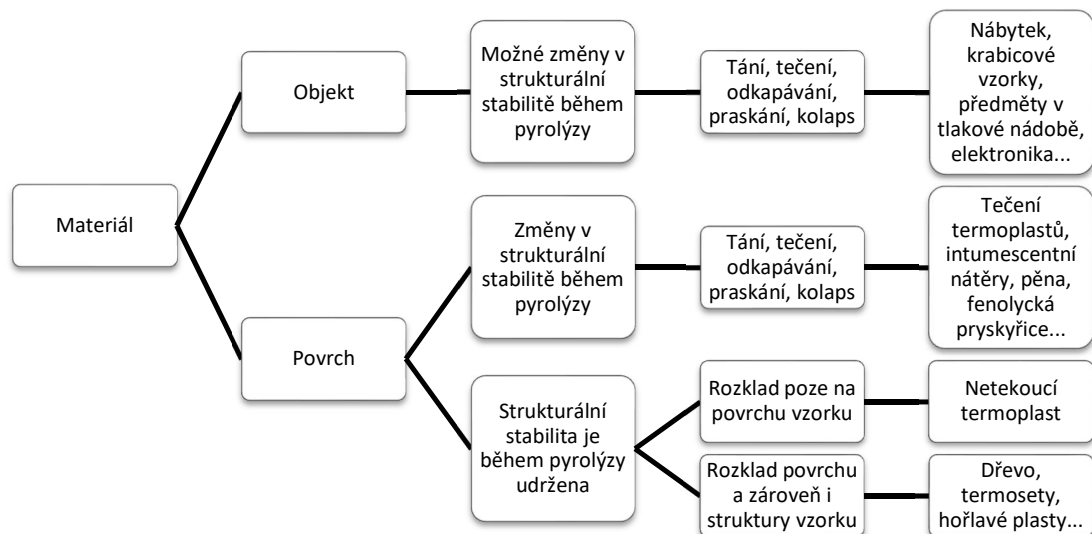 Materiál
Objekt
Možné změny v
strukturální
stabilitě během
pyrolýzy
Tání, tečení,
odkapávání,
praskání, kolaps
Nábytek,
krabicové
vzorky,
předměty v
tlakové nádobě,
elektronika...
Povrch
Změny v
strukturální
stabilitě během
pyrolýzy
Tání, tečení,
odkapávání,
praskání, kolaps
Tečení
termoplastů,
intumescentní
nátěry, pěna,
fenolycká
pryskyřice...
Strukturální
stabilita je
během pyrolýzy
udržena
Rozklad poze na
povrchu vzorku
Netekoucí
termoplast
Rozklad povrchu
a zároveň i
struktury vzorku
Dřevo,
termosety,
hořlavé plasty...